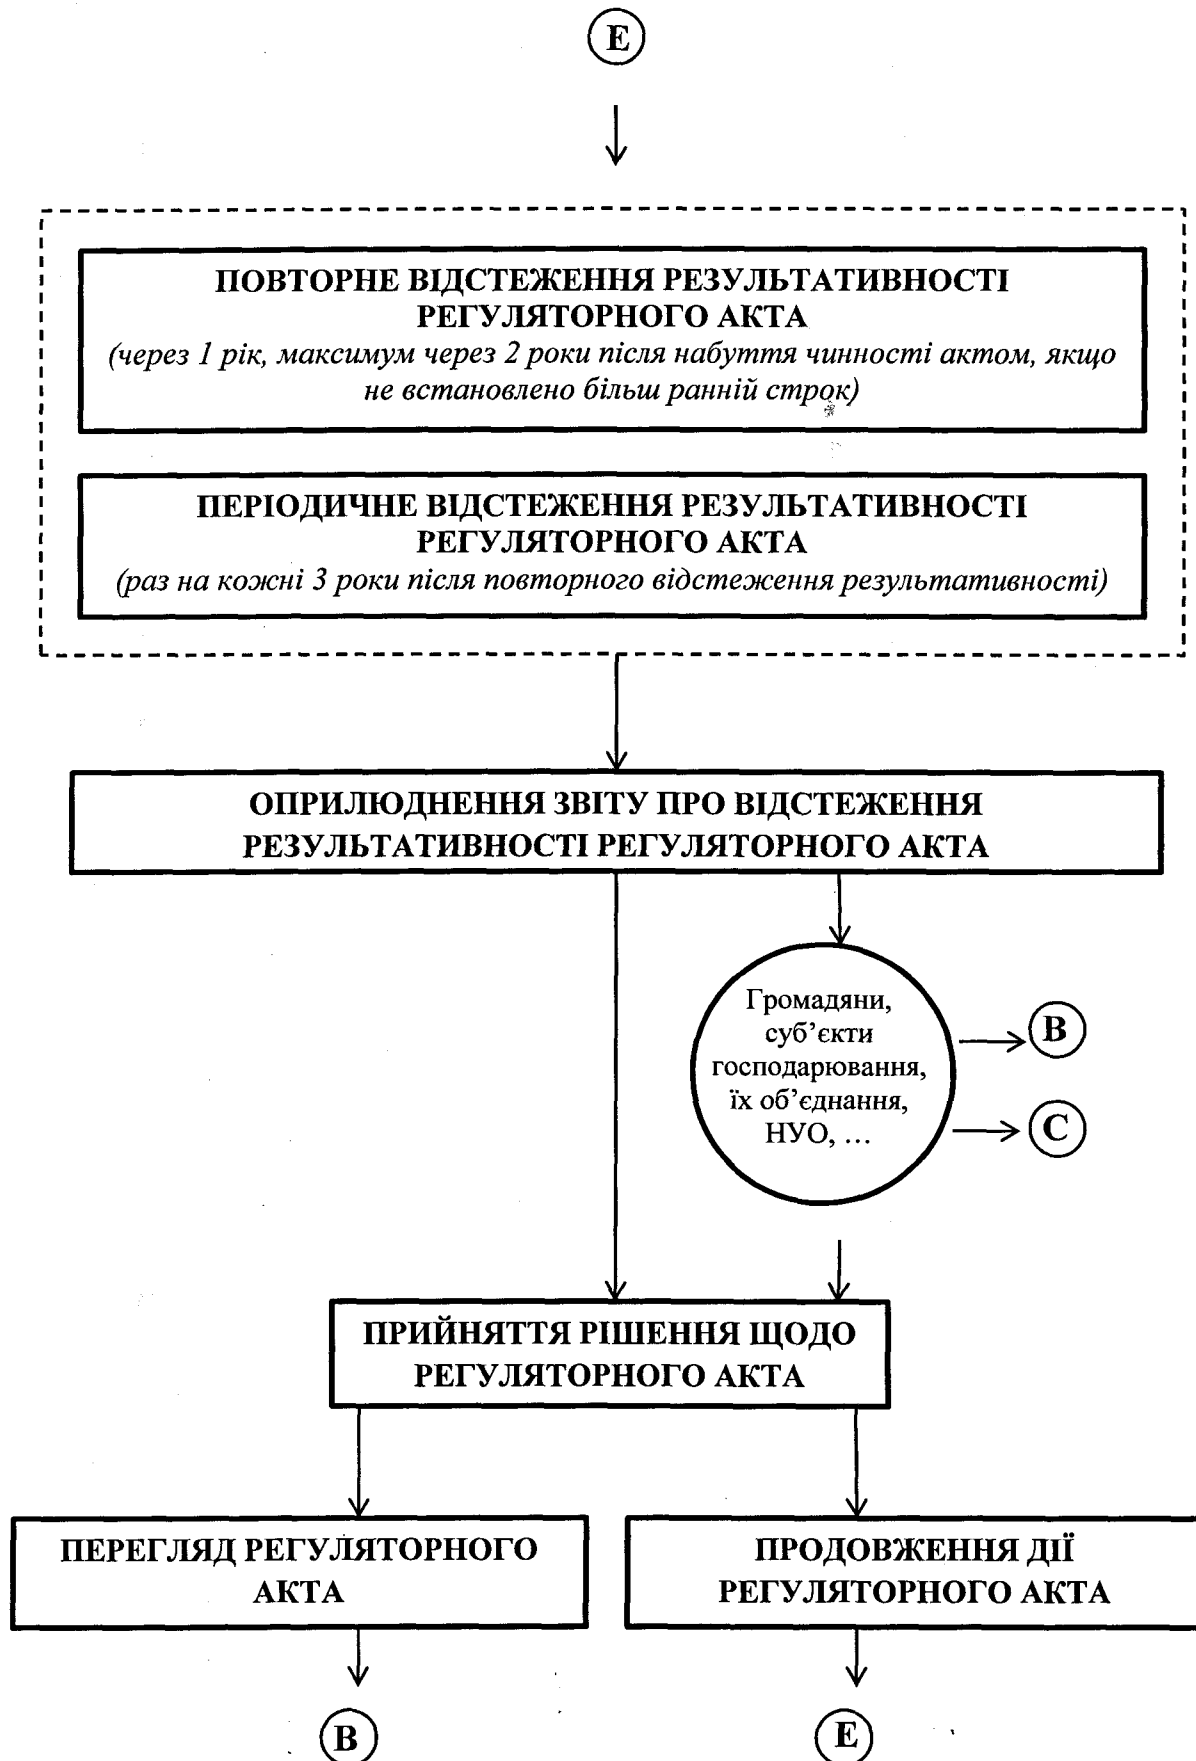 Е
ПОВТОРНЕ ВІДСТЕЖЕННЯ РЕЗУЛЬТАТИВНОСТІ
РЕГУЛЯТОРНОГО АКТА
(через 1 рік, максимум через 2 роки після набуття чинності актом, якщо
не встановлено більш ранній строк)
ПЕРІОДИЧНЕ ВІДСТЕЖЕННЯ РЕЗУЛЬТАТИВНОСТІ
РЕГУЛЯТОРНОГО АКТА
(раз на кожні 3 роки після повторного відстеження результативності)
ОПРИЛЮДНЕННЯ ЗВІТУ ПРО ВІДСТЕЖЕННЯ
РЕЗУЛЬТАТИВНОСТІ РЕГУЛЯТОРНОГО АКТА
Громадяни,
суб’єкти
господарювання,
їх об’єднання,
НУО, ...
В
С
ПРИЙНЯТТЯ РІШЕННЯ ЩОДО
РЕГУЛЯТОРНОГО АКТА
ПЕРЕГЛЯД РЕГУЛЯТОРНОГО
АКТА
ПРОДОВЖЕННЯ ДІЇ
РЕГУЛЯТОРНОГО АКТА
В
Е